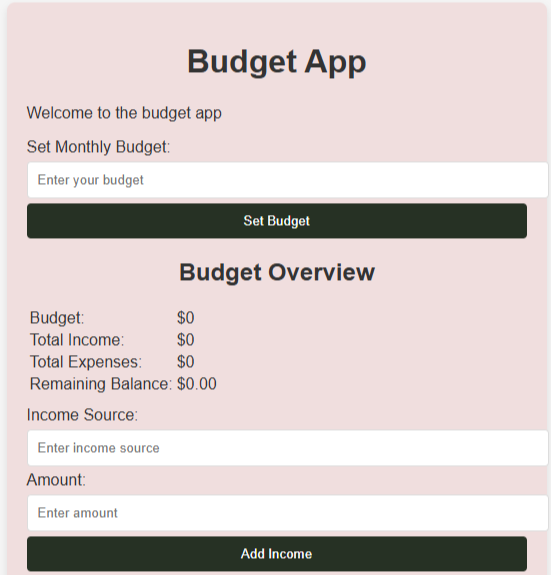 Budget App
Welcome to the budget app
Set Monthly Budget:
Enter your budget
Set Budget
Budget Overview
Budget: $0
Total Income: $0
Total Expenses: $0
Remaining Balance: $0.00
Income Source:
Enter income source
Amount:
Enter amount
Add Income